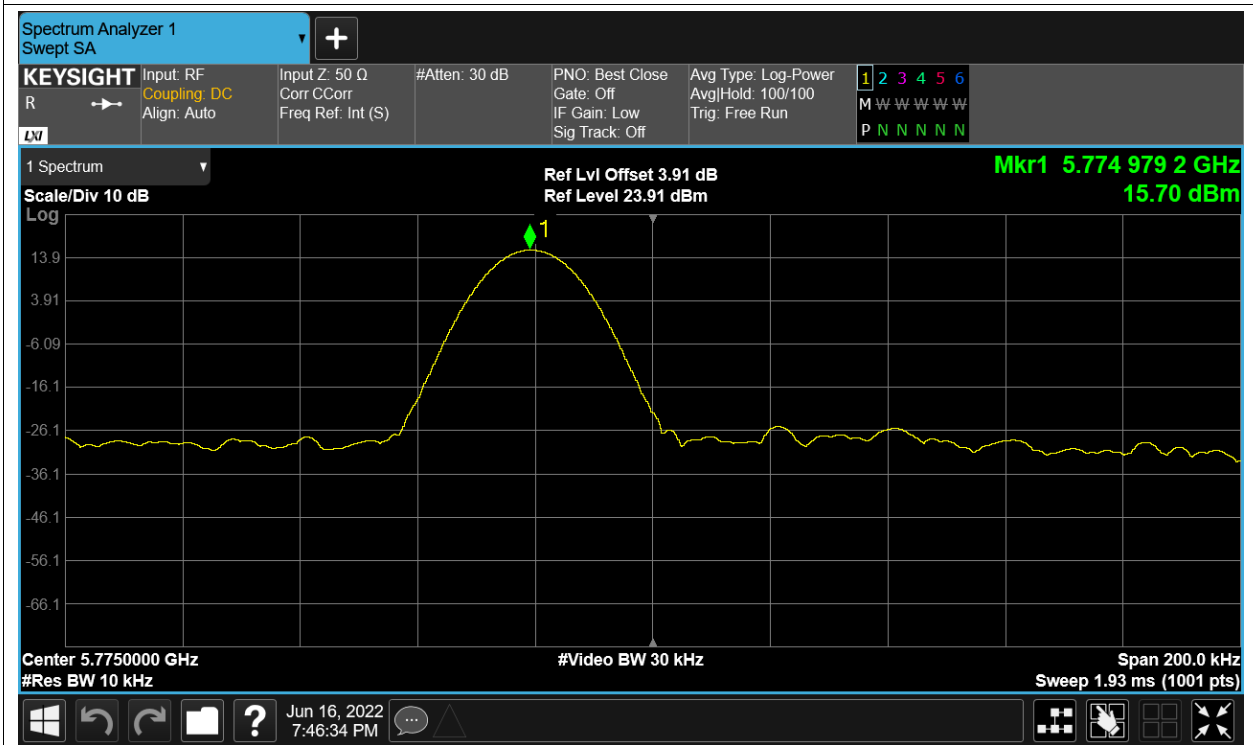 Spectrum Analyzer 1
Swept SA
KEYSIGHT
R
LXI
Input: RF
Coupling: DC
Align: Auto
Input Z: 50 Ω
Corr CCorr
Freq Ref: Int (S)
#Atten: 30 dB
PNO: Best Close
Gate: Off
IF Gain: Low
Sig Track: Off
Avg Type: Log-Power
Avg|Hold: 100/100
Trig: Free Run
1 2 3 4 5 6
M W W W W W
P N N N N N
1 Spectrum
Scale/Div 10 dB
Log
Ref Lvl Offset 3.91 dB
Ref Level 23.91 dBm
Mkr1 5.774 979 2 GHz
15.70 dBm
1
13.9
3.91
-6.09
-16.1
-26.1
-36.1
-46.1
-56.1
-66.1
Center 5.7750000 GHz
#Res BW 10 kHz
#Video BW 30 kHz
Span 200.0 kHz
Sweep 1.93 ms (1001 pts)
?
Jun 16, 2022
7:46:34 PM